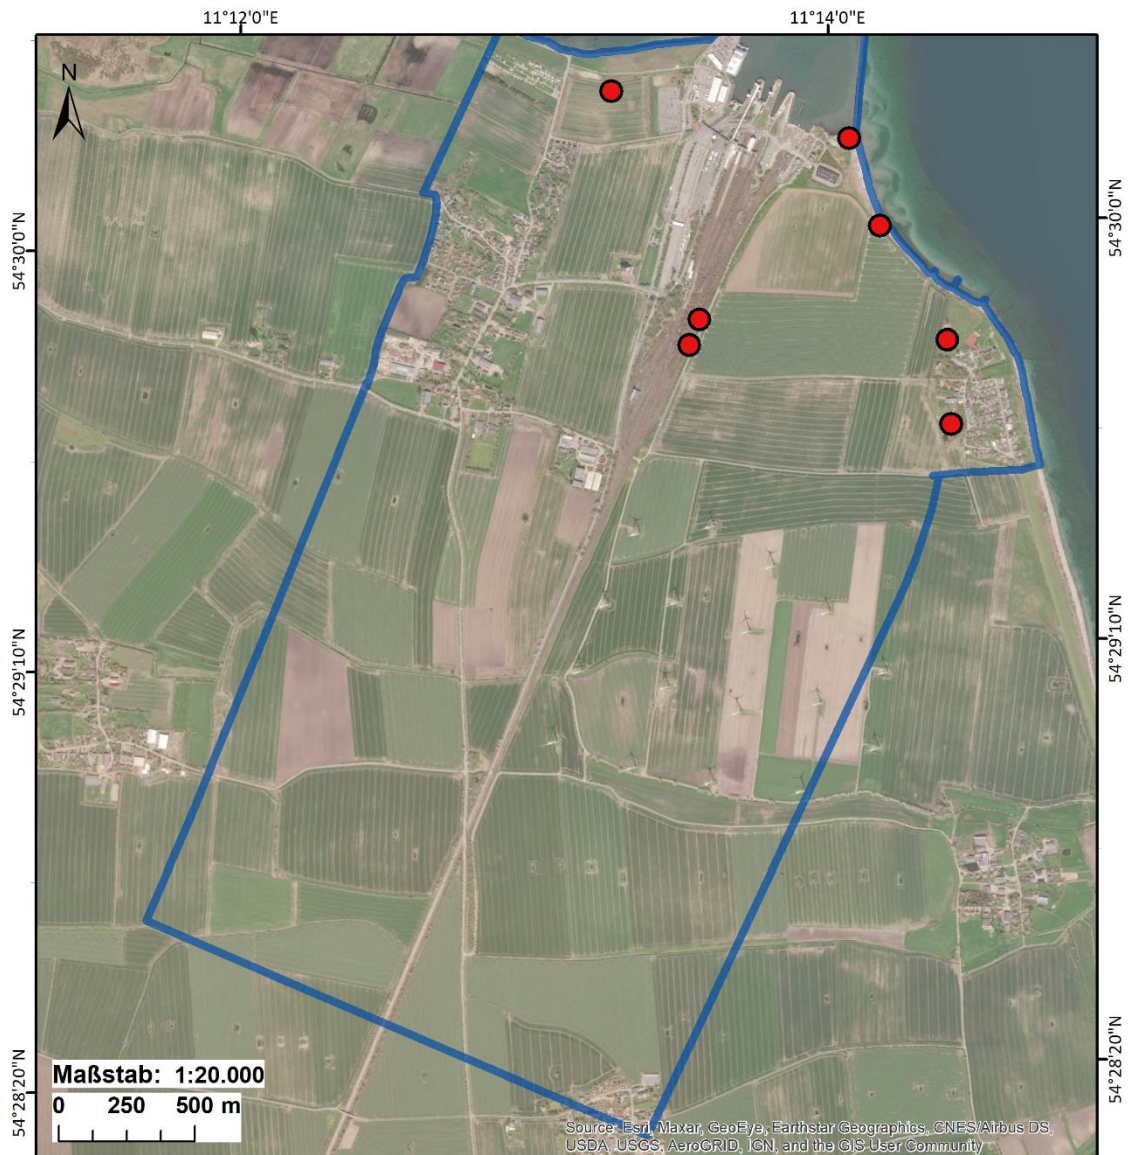 11°12'0"E
11°14'0"E
N
54°30'0"N
54°30'0"N
54°29'10"N
54°29'10"N
54°28'20"N
54°28'20"N
Maßstab: 1:20.000
0 250 500 m
Source: Esri, Maxar, GeoEye, Earthstar Geographics, CNES/Airbus DS,
USDA, USGS, AeroGRID, IGN, and the GIS User Community